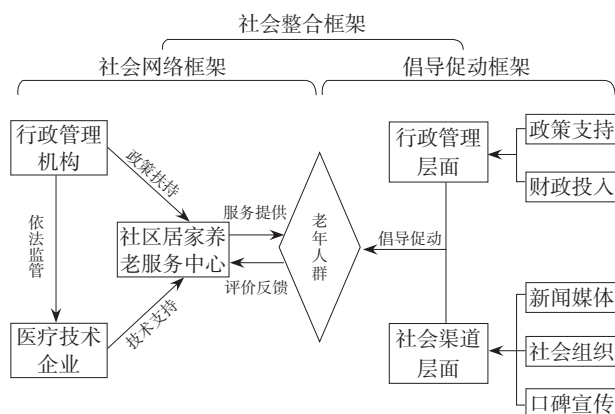 社会整合框架
社会网络框架
倡导促动框架
行政管理
机构
政策扶持
依法监管
社区居家养
老服务中心
医疗技术
企业
技术支持
服务提供
评价反馈
老年人群
倡导促动
行政管理
层面
政策支持
财政投入
社会渠道
层面
新闻媒体
社会组织
口碑宣传